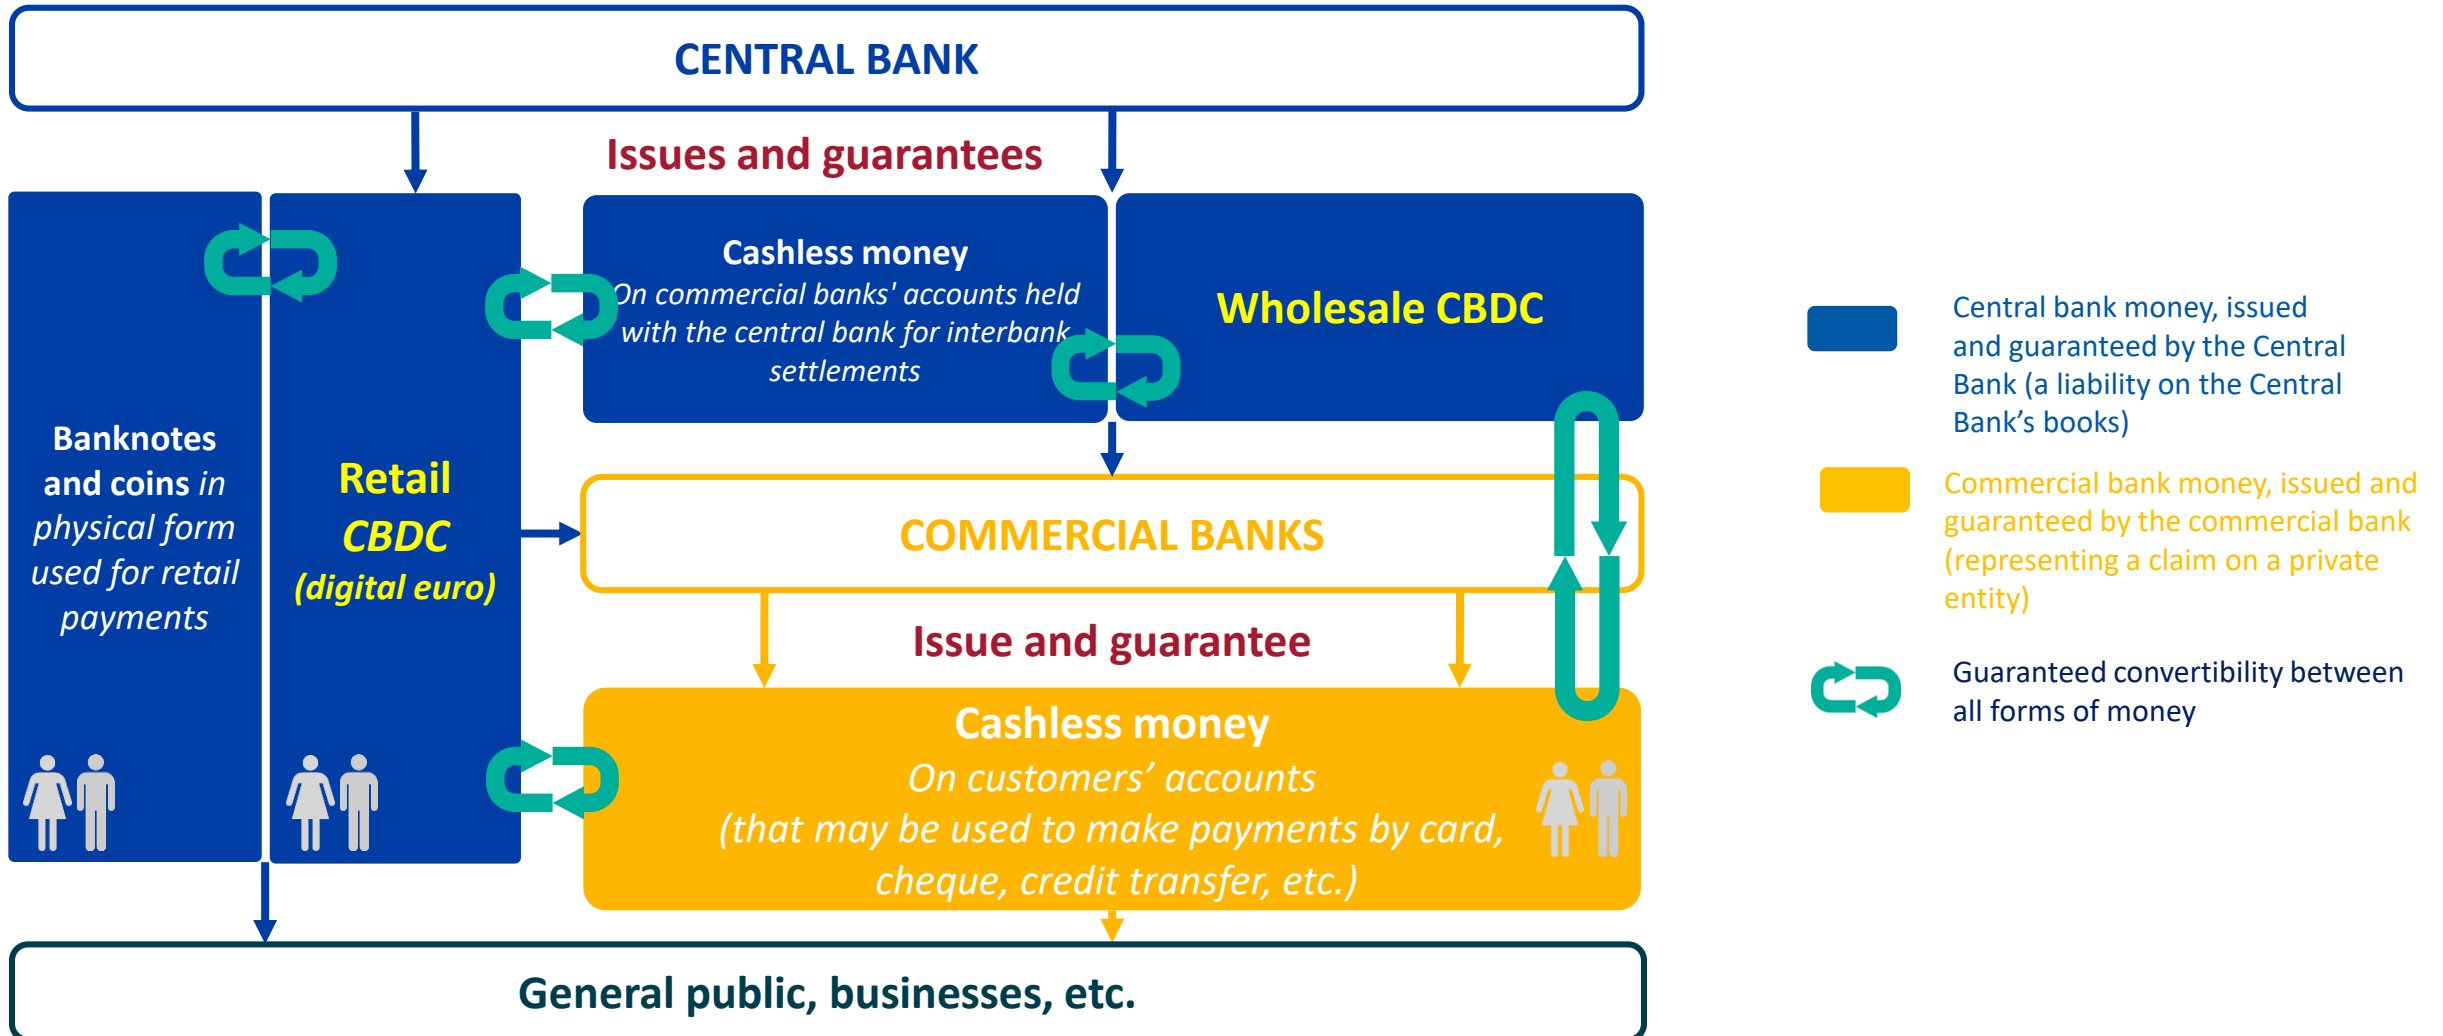 CENTRAL BANK
Issues and guarantees
Banknotes
and coins in
physical form
used for retail
payments
Retail
CBDC
(digital euro)
Cashless money
On commercial banks' accounts held
with the central bank for interbank
settlements
Wholesale CBDC
COMMERCIAL BANKS
Issue and guarantee
Cashless money
On customers’ accounts
(that may be used to make payments by card,
cheque, credit transfer, etc.)
General public, businesses, etc.
Central bank money, issued
and guaranteed by the Central
Bank (a liability on the Central
Bank’s books)
Commercial bank money, issued and
guaranteed by the commercial bank
(representing a claim on a private
entity)
Guaranteed convertibility between
all forms of money